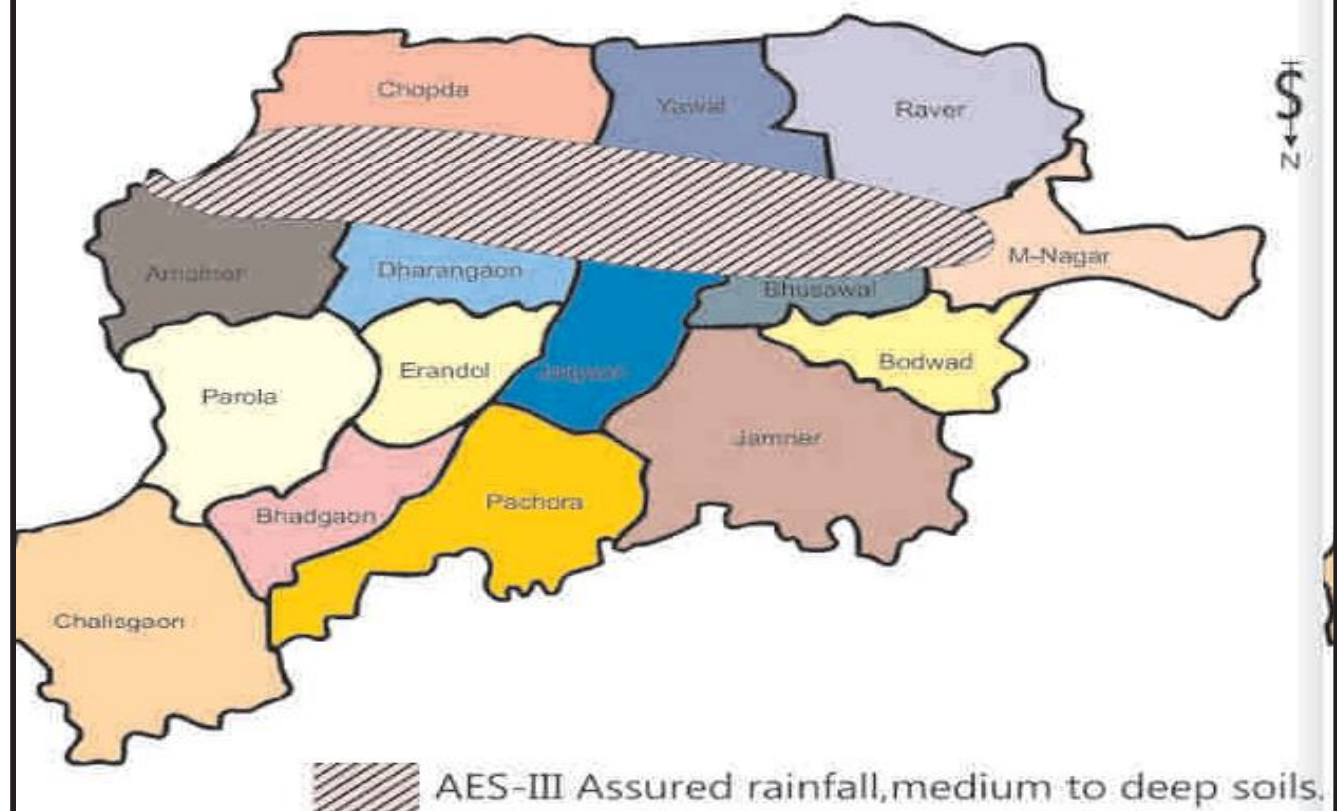 Chopda
Yawal
Raver
S
N
M-Nagar
Amalner
Dharangaon
Bhusawal
Erandol
Jalgaon
Bodwad
Parola
Jamner
Pachora
Bhadgaon
Chalisgaon
AES-III Assured rainfall,medium to deep soils.